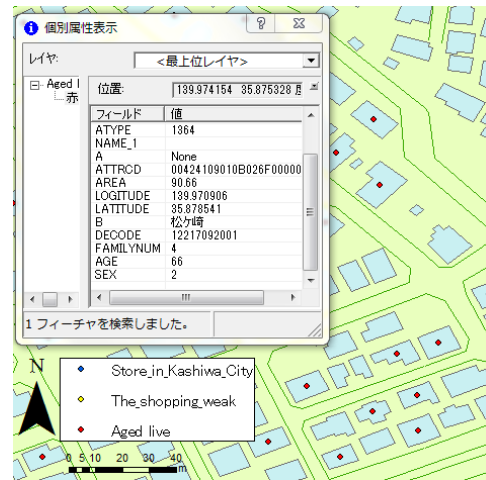 個別属性表示
レイヤ: <最上位レイヤ>
Aged l
赤
位置: 139.974154 35.875328 度
フィールド 値
ATYPE 1364
NAME_1
A None
ATTRCD 00424109010B026F00000
AREA 90.66
LOGITUDE 139.970906
LATITUDE 35.878541
B 松ケ崎
DECODE 12217092001
FAMILYNUM 4
AGE 66
SEX 2
1 フィーチャを検索しました。
N
Store_in_Kashiwa_City
The_shopping_weak
Aged live
0 5 10 20 30 40
m